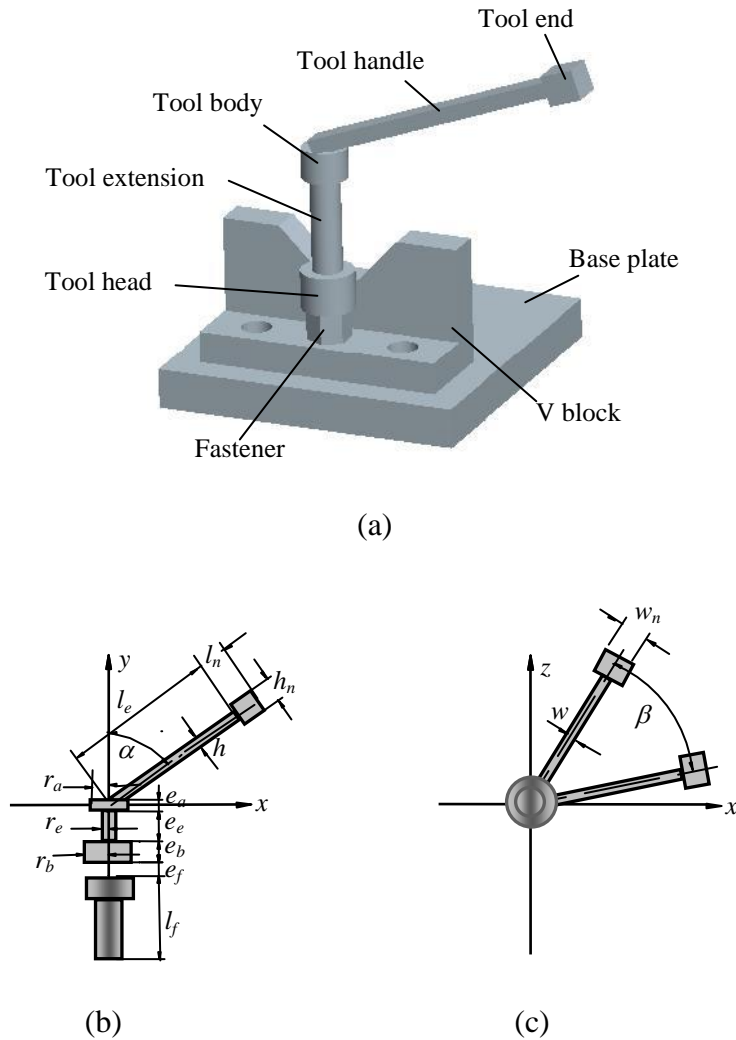 Tool end
Tool handle
Tool body
Tool extension
Tool head
Base plate
V block
Fastener
(a)
y
l_n
l_e
h_n
α
h
r_a
e_a
x
r_e
e_e
e_b
r_b
e_f
l_f
(b)
w_n
z
w
β
x
(c)